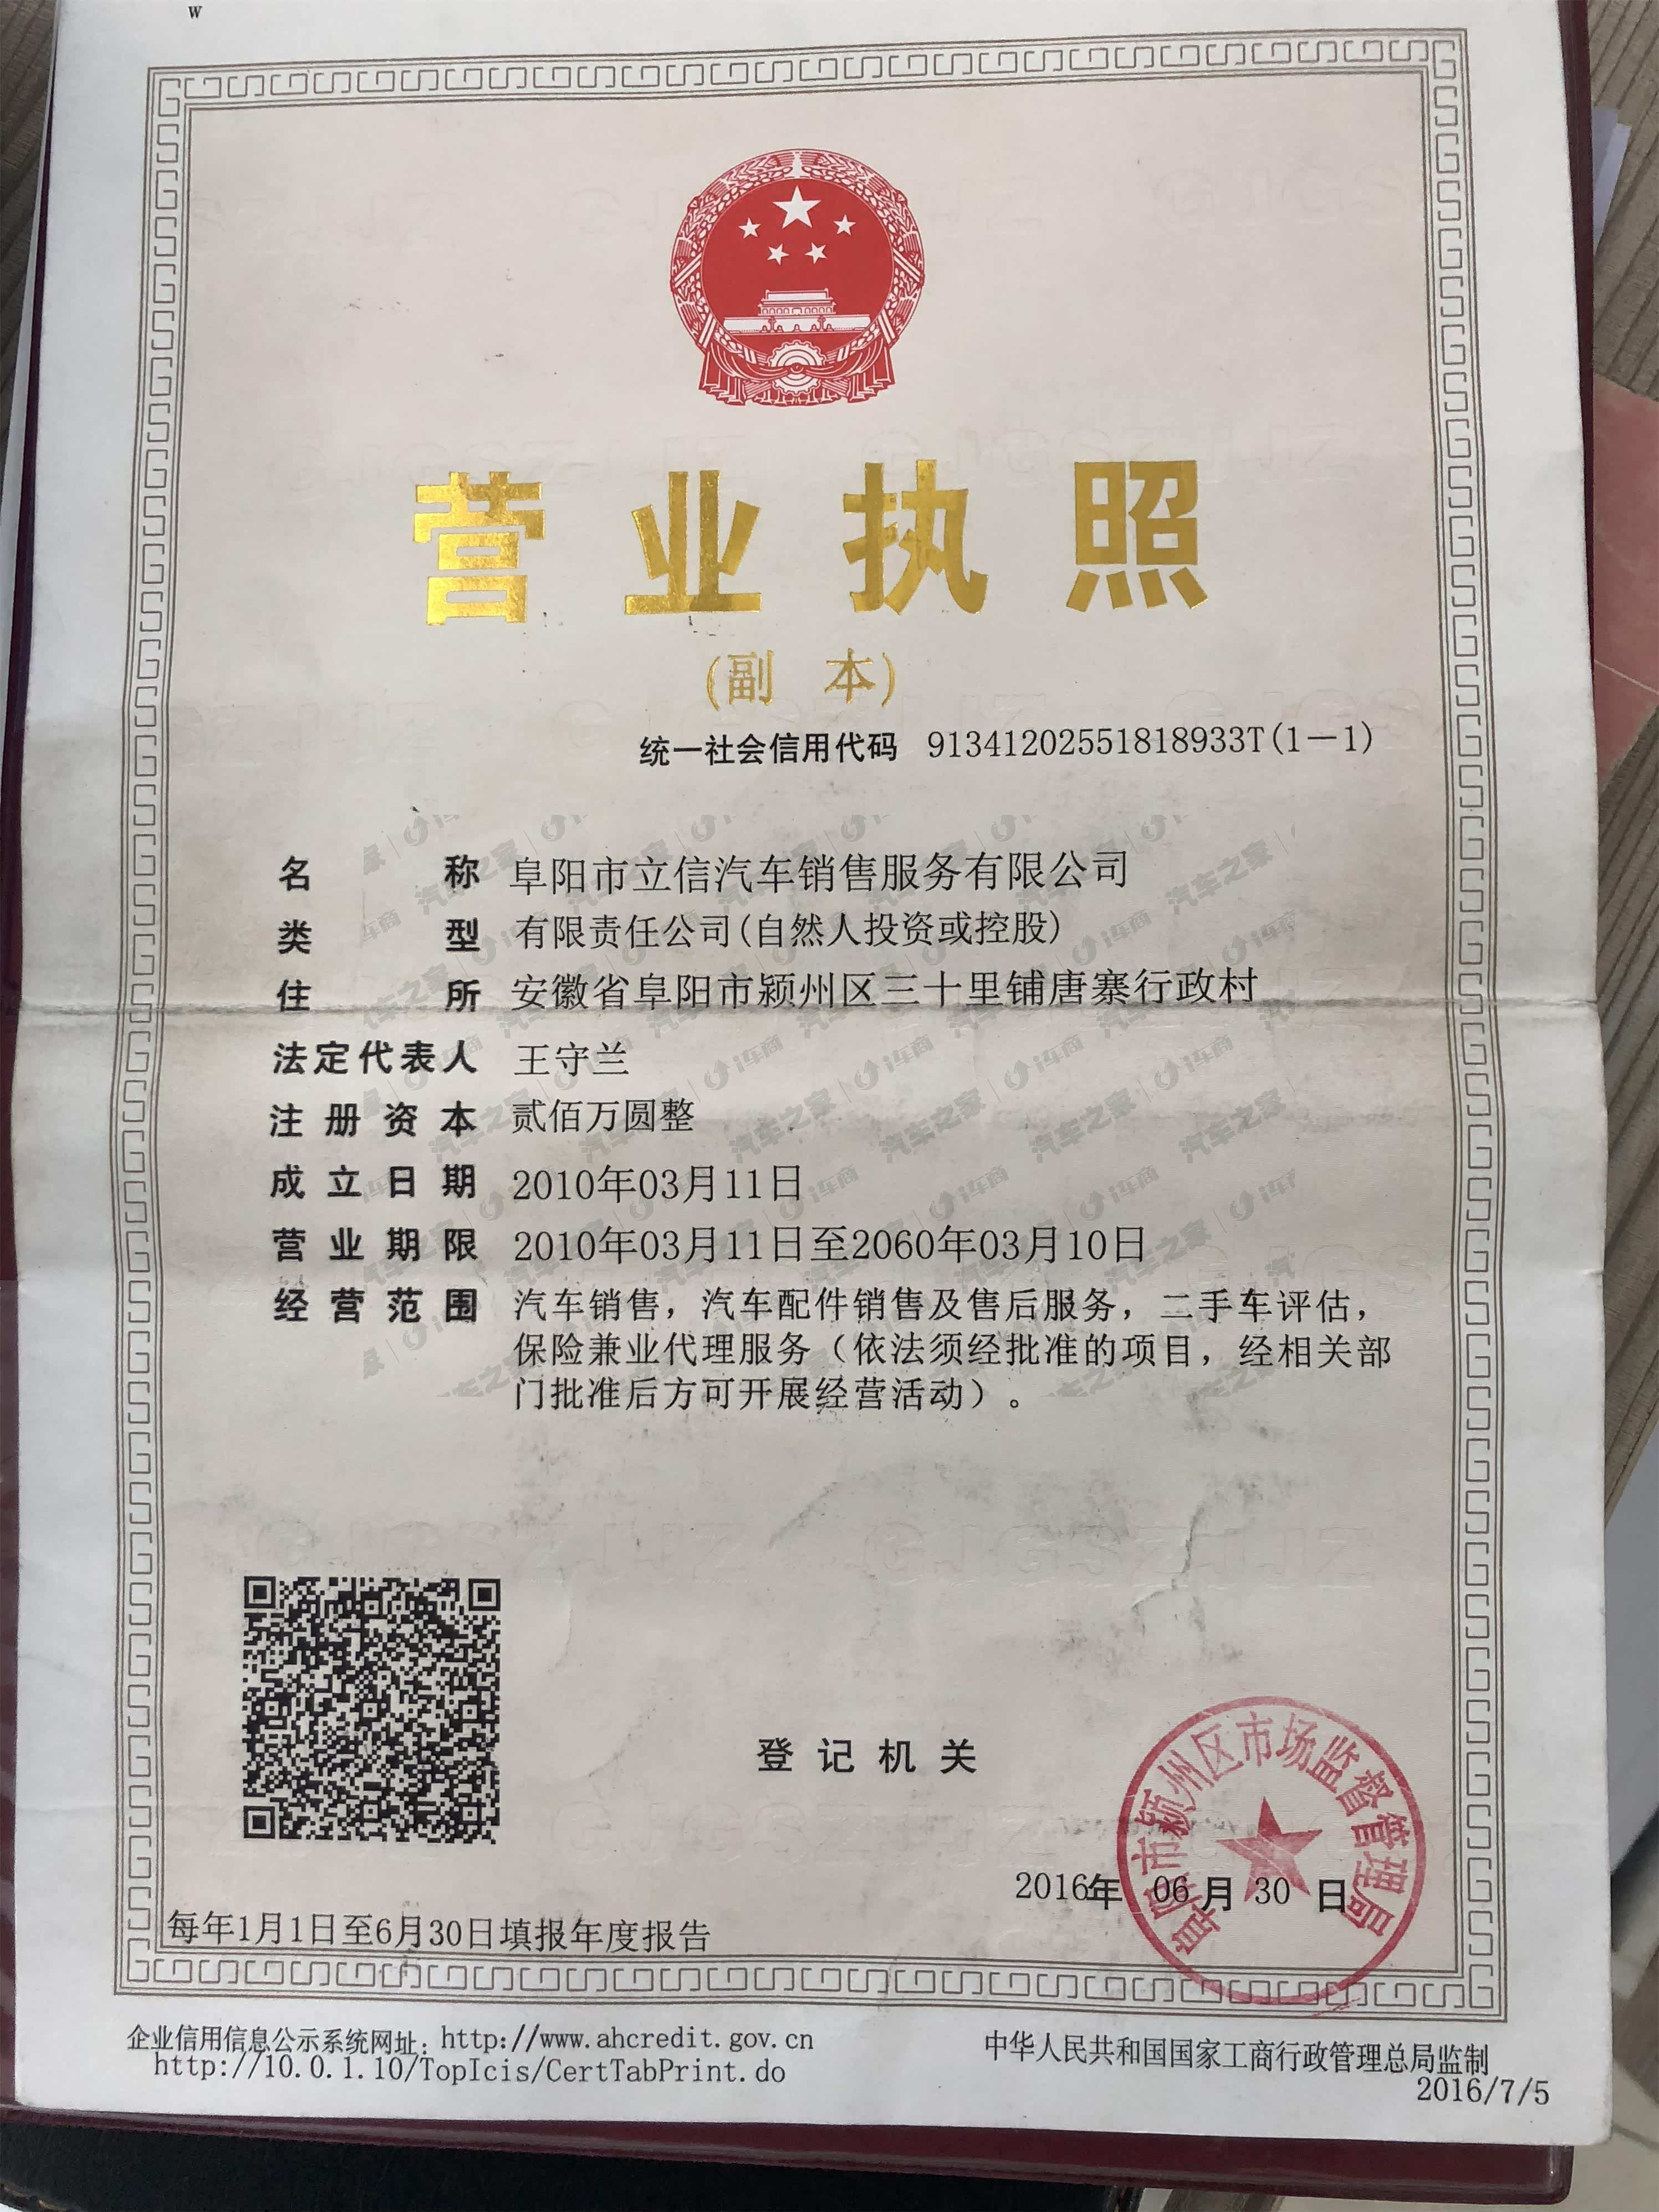 w
营业执照
(副 本)
统一社会信用代码 91341202551818933T(1-1)
名 称 阜阳市立信汽车销售服务有限公司
类 型 有限责任公司(自然人投资或控股)
住 所 安徽省阜阳市颍州区三十里铺唐寨行政村
法定代表人 王守兰
注册资本 贰佰万圆整
成立日期 2010年03月11日
营业期限 2010年03月11日至2060年03月10日
经营范围 汽车销售，汽车配件销售及售后服务，二手车评估，
保险兼业代理服务（依法须经批准的项目，经相关部
门批准后方可开展经营活动）。
登记机关
阜阳市颍州区市场监督管理局
2016年 06 月 30 日
每年1月1日至6月30日填报年度报告
企业信用信息公示系统网址：http://www.ahcredit.gov.cn
http://10.0.1.10/TopIcis/CertTabPrint.do
中华人民共和国国家工商行政管理总局监制
2016/7/5
汽车之家 i车商